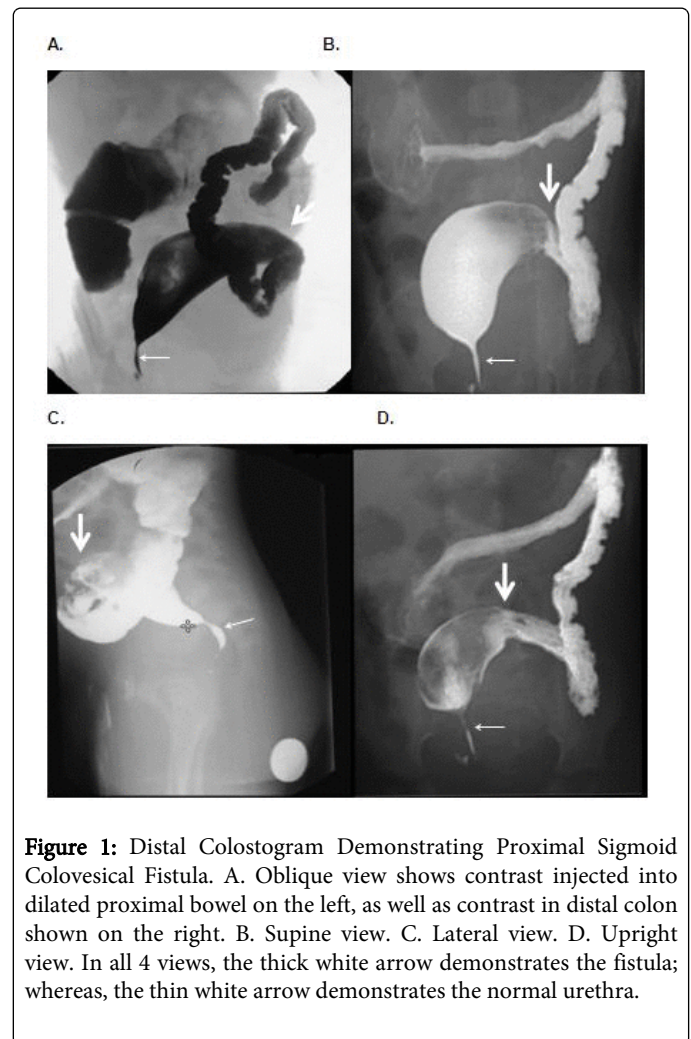 A. B.
C. D.
Figure 1: Distal Colostogram Demonstrating Proximal Sigmoid
Colovesical Fistula. A. Oblique view shows contrast injected into
dilated proximal bowel on the left, as well as contrast in distal colon
shown on the right. B. Supine view. C. Lateral view. D. Upright
view. In all 4 views, the thick white arrow demonstrates the fistula;
whereas, the thin white arrow demonstrates the normal urethra.